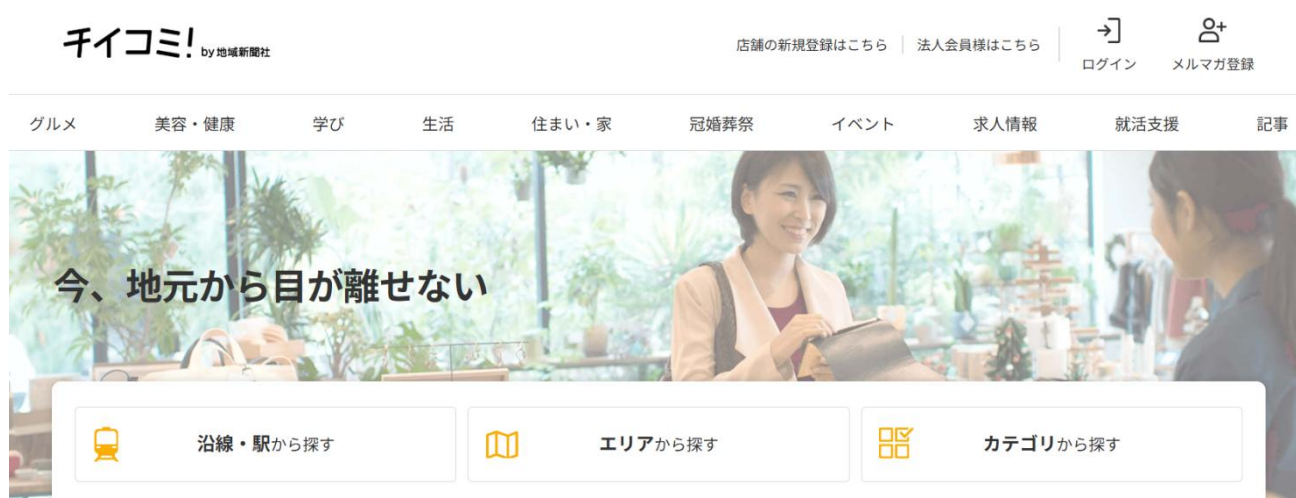 チイコミ! by 地域新聞社
店舗の新規登録はこちら
法人会員様はこちら
ログイン
メルマガ登録
グルメ
美容・健康
学び
生活
住まい・家
冠婚葬祭
イベント
求人情報
就活支援
記事
今、地元から目が離せない
沿線・駅から探す
エリアから探す
カテゴリから探す